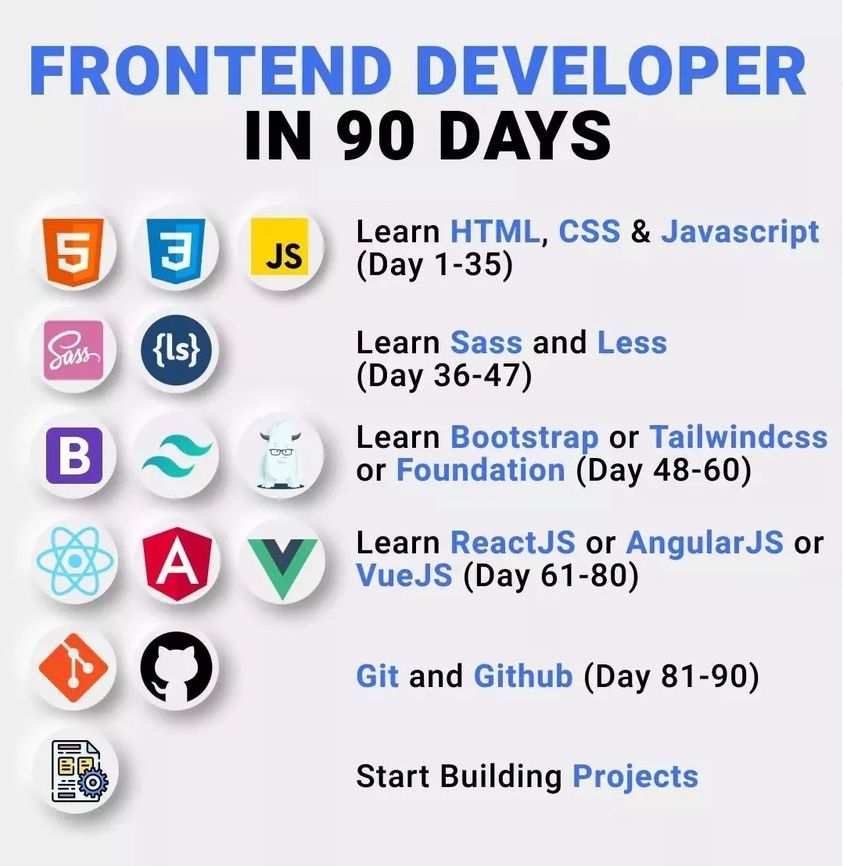 FRONTEND DEVELOPER
IN 90 DAYS
5
3
JS
Learn HTML, CSS & Javascript
(Day 1-35)
Sass
{ls}
Learn Sass and Less
(Day 36-47)
B
Learn Bootstrap or Tailwindcss
or Foundation (Day 48-60)
A
Learn ReactJS or AngularJS or
VueJS (Day 61-80)
Git and Github (Day 81-90)
Start Building Projects